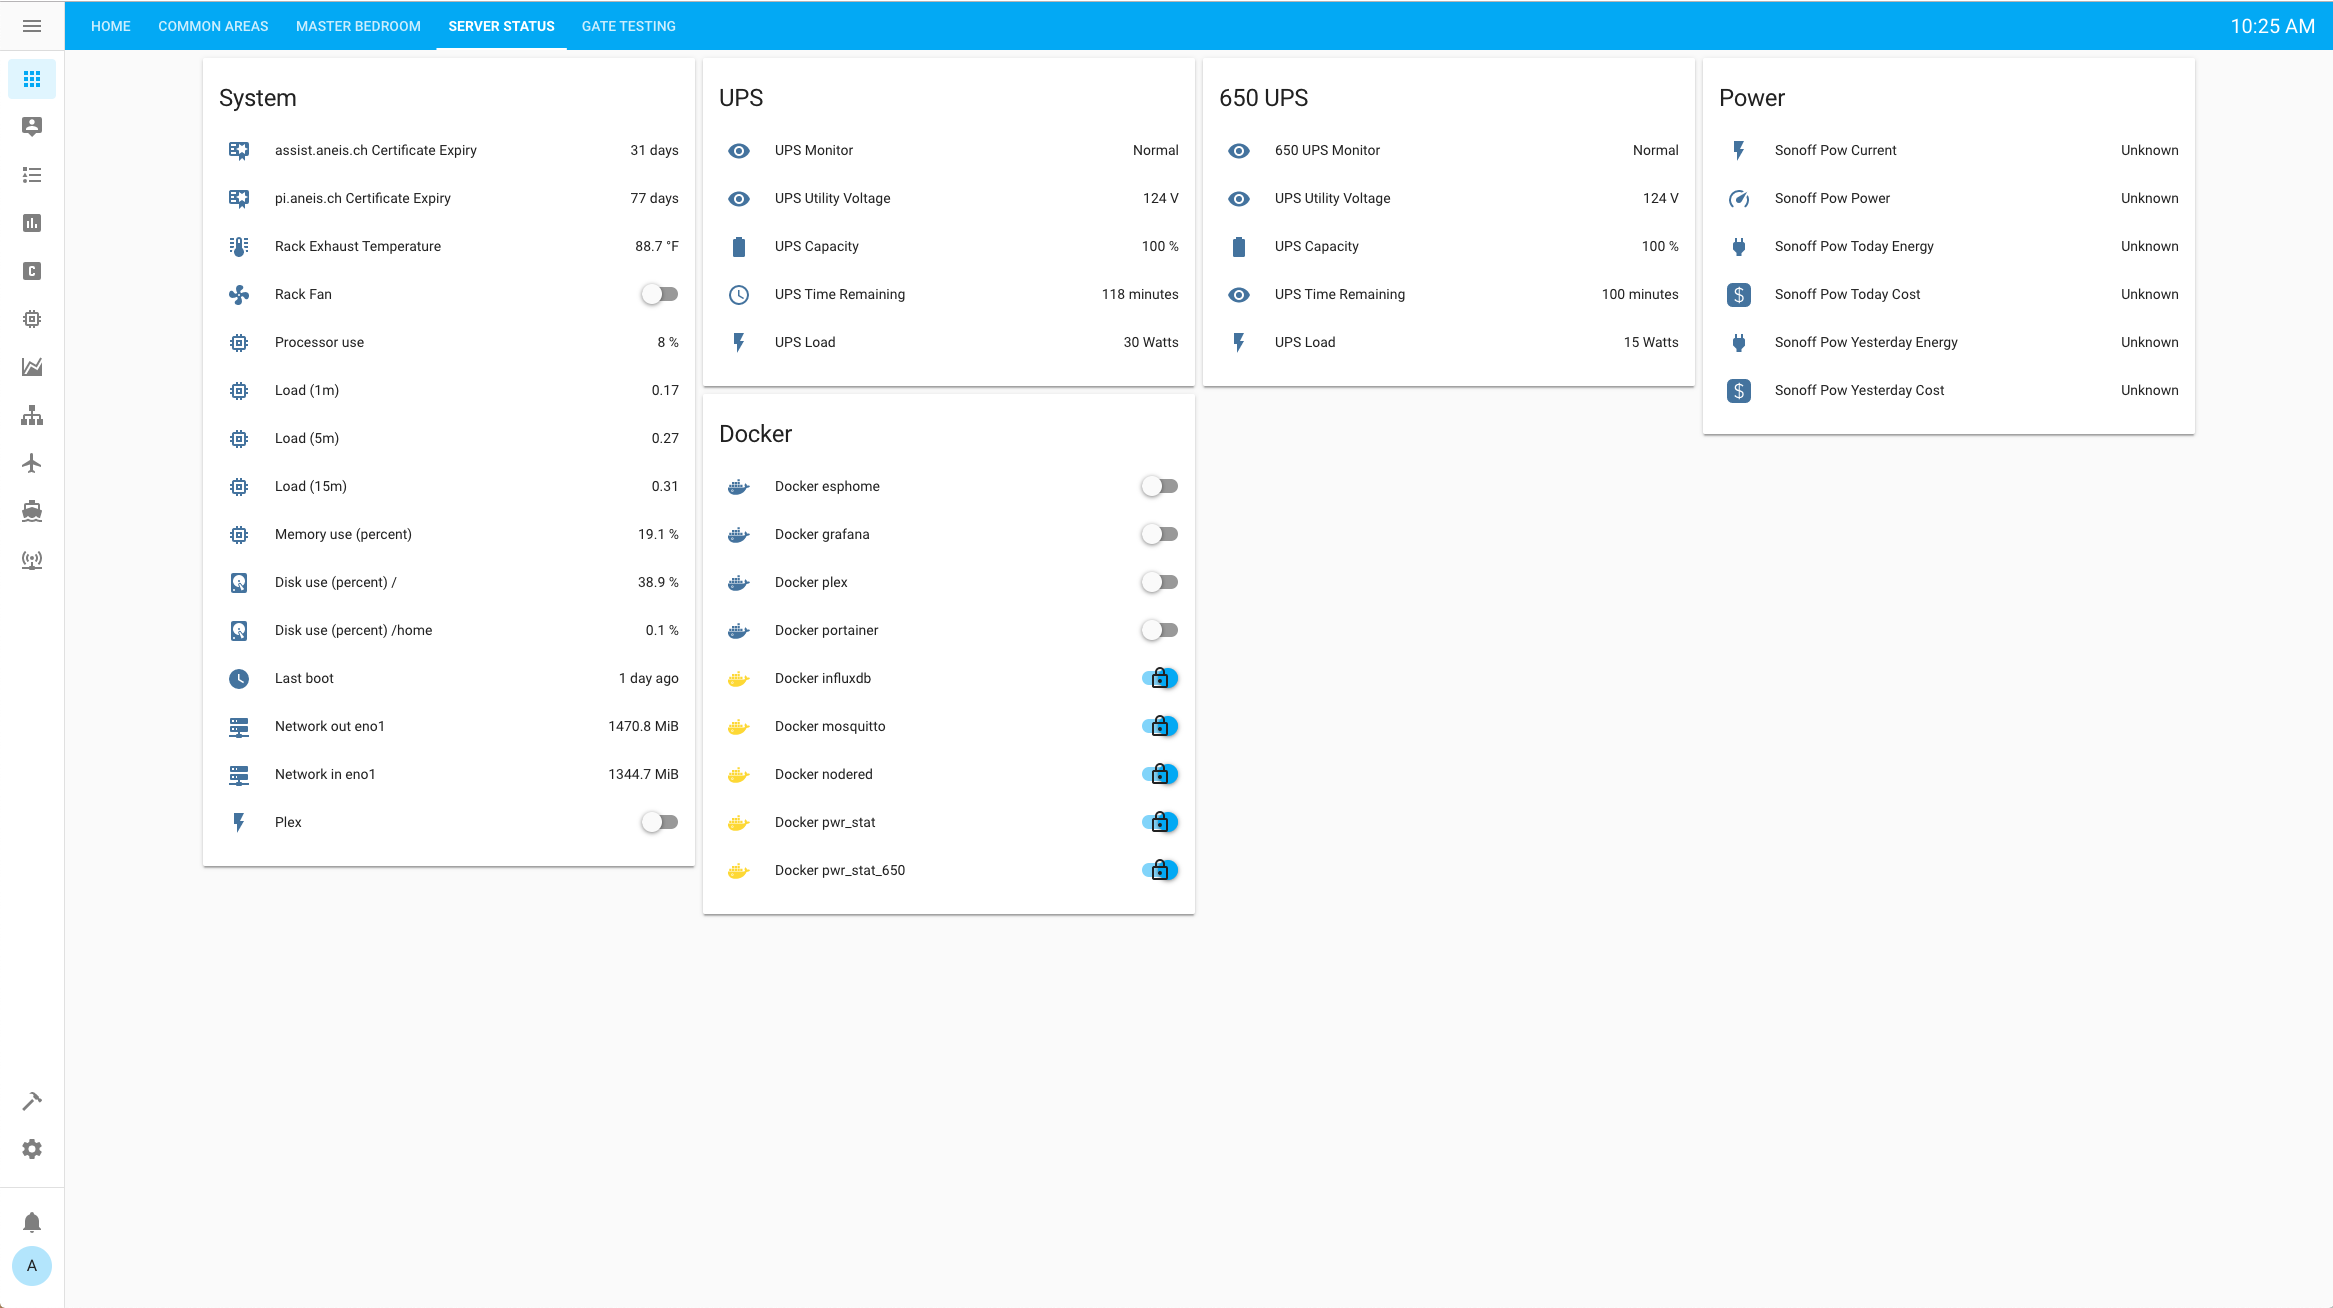 HOME COMMON AREAS MASTER BEDROOM SERVER STATUS GATE TESTING 10:25 AM
System
assist.aneis.ch Certificate Expiry 31 days
pi.aneis.ch Certificate Expiry 77 days
Rack Exhaust Temperature 88.7 °F
Rack Fan
Processor use 8 %
Load (1m) 0.17
Load (5m) 0.27
Load (15m) 0.31
Memory use (percent) 19.1 %
Disk use (percent) / 38.9 %
Disk use (percent) /home 0.1 %
Last boot 1 day ago
Network out eno1 1470.8 MiB
Network in eno1 1344.7 MiB
Plex
UPS
UPS Monitor Normal
UPS Utility Voltage 124 V
UPS Capacity 100 %
UPS Time Remaining 118 minutes
UPS Load 30 Watts
Docker
Docker esphome
Docker grafana
Docker plex
Docker portainer
Docker influxdb
Docker mosquitto
Docker nodered
Docker pwr_stat
Docker pwr_stat_650
650 UPS
650 UPS Monitor Normal
UPS Utility Voltage 124 V
UPS Capacity 100 %
UPS Time Remaining 100 minutes
UPS Load 15 Watts
Power
Sonoff Pow Current Unknown
Sonoff Pow Power Unknown
Sonoff Pow Today Energy Unknown
$ Sonoff Pow Today Cost Unknown
Sonoff Pow Yesterday Energy Unknown
$ Sonoff Pow Yesterday Cost Unknown
C
A